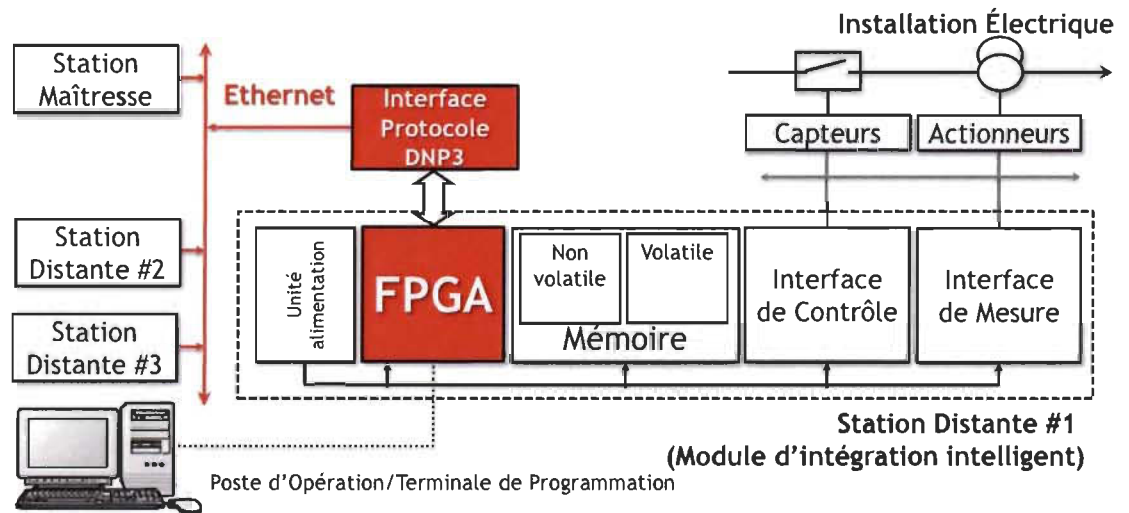 Installation Électrique
Station
Maîtresse
Ethernet
Interface
Protocole
DNP3
Capteurs
Actionneurs
Station
Distante #2
Station
Distante #3
Unité
alimentation
FPGA
Non
volatile
Volatile
Mémoire
Interface
de Contrôle
Interface
de Mesure
Station Distante #1
(Module d'intégration intelligent)
Poste d'Opération/Terminale de Programmation